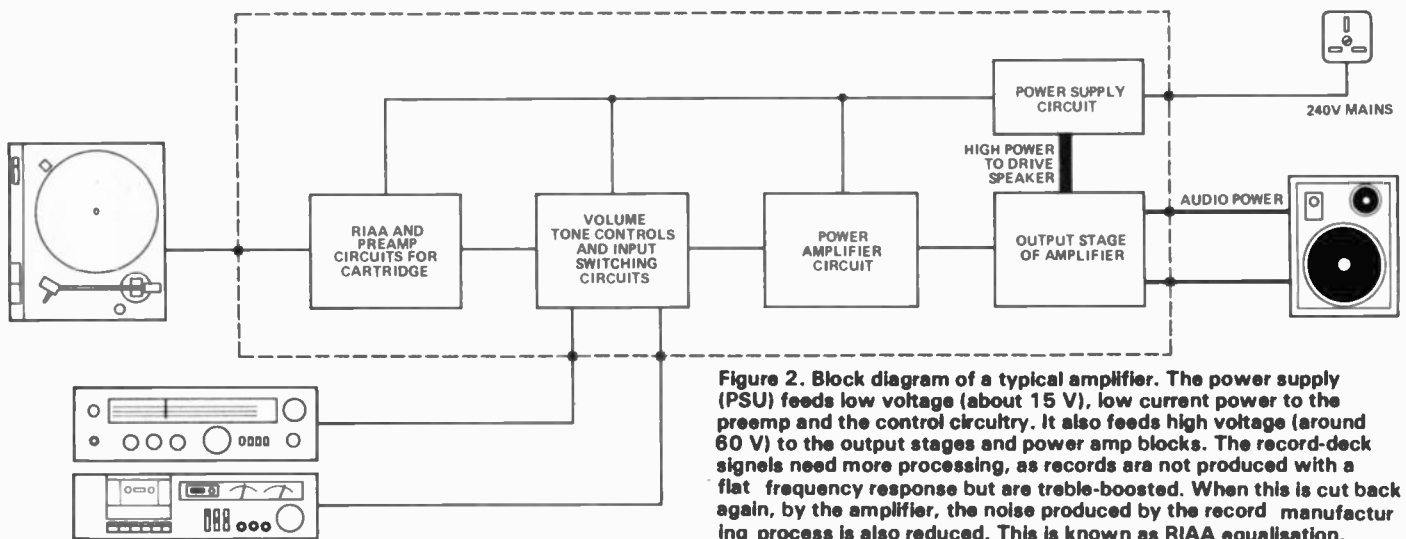 POWER SUPPLY
CIRCUIT
240V MAINS
HIGH POWER
TO DRIVE
SPEAKER
AUDIO POWER
RIAA AND
PREAMP
CIRCUITS FOR
CARTRIDGE
VOLUME
TONE CONTROLS
AND INPUT
SWITCHING
CIRCUITS
POWER
AMPLIFIER
CIRCUIT
OUTPUT STAGE
OF AMPLIFIER
Figure 2. Block diagram of a typical amplifier. The power supply
(PSU) feeds low voltage (about 15 V), low current power to the
preemp and the control circuitry. It also feeds high voltage (around
60 V) to the output stages and power amp blocks. The record-deck
signels need more processing, as records ara not produced with a
flat frequency response but are treble-boosted. When this is cut back
again, by the amplifier, the noise produced by the record manufactur
ing process is also reduced. This is known as RIAA equalisation.